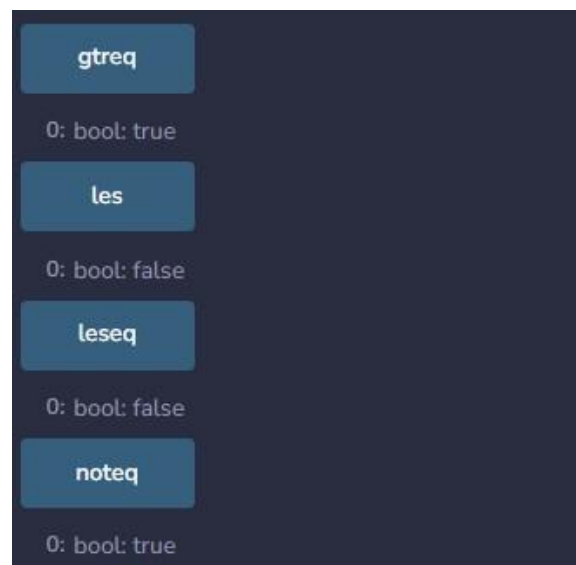 gtreq
0: bool: true
les
0: bool: false
leseq
0: bool: false
noteq
0: bool: true